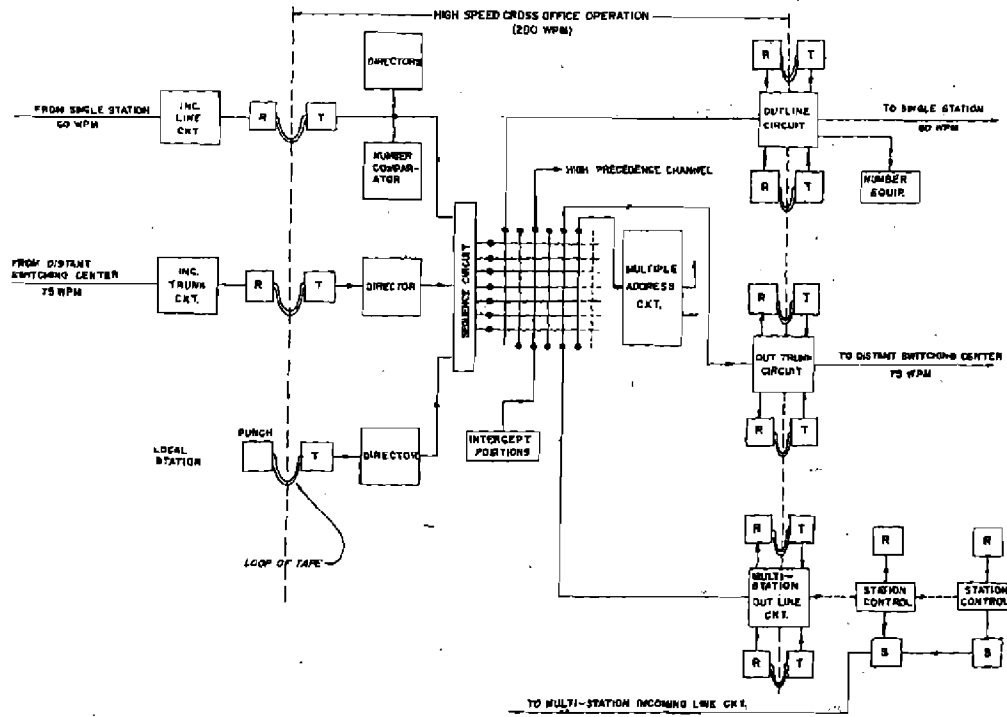 HIGH SPEED CROSS OFFICE OPERATION
(200 WPM)
DIRECTORS
R
T
FROM SINGLE STATION
60 WPM
INC.
LINE
CKT
R
T
OUTLINE
CIRCUIT
TO SINGLE STATION
60 WPM
NUMBER
COMPAR-
ATOR
HIGH PRECEDENCE CHANNEL
R
T
NUMBER
EQUIP.
SEQUENCE CIRCUIT
FROM DISTANT
SWITCHING CENTER
75 WPM
INC.
TRUNK
CKT.
R
T
DIRECTOR
MULTIPLE
ADDRESS
CKT.
R
T
OUT TRUNK
CIRCUIT
TO DISTANT SWITCHING CENTER
75 WPM
R
T
INTERCEPT
POSITIONS
LOCAL
STATION
PUNCH
T
DIRECTOR
LOOP OF TAPE
R
T
R
R
MULTI-
STATION
OUT LINE
CKT.
STATION
CONTROL
STATION
CONTROL
R
T
S
S
TO MULTI-STATION INCOMING LINE CKT.